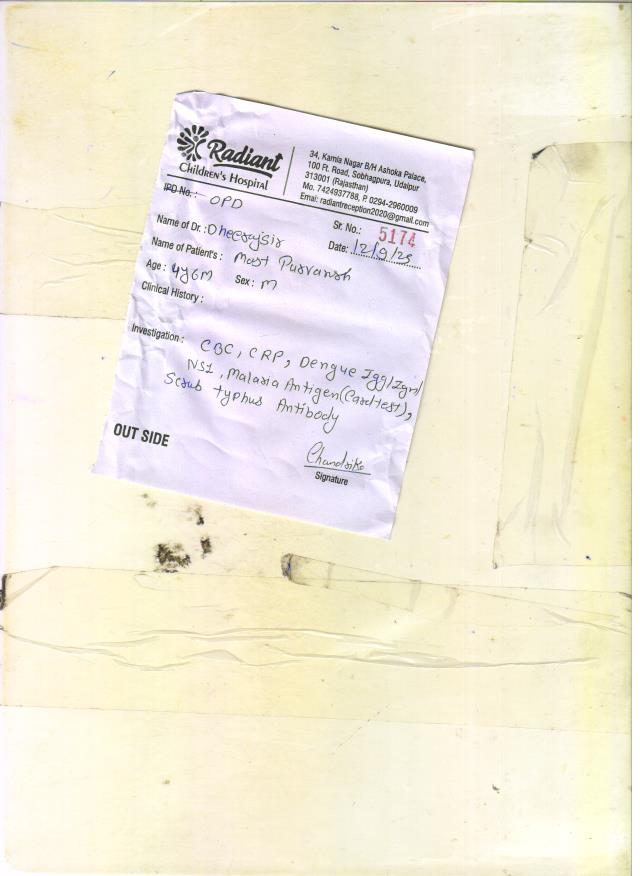 Radiant
CHILDREN'S HOSPITAL
34, Kamla Nagar B/H Ashoka Palace,
100 Ft. Road, Sobhagpura, Udaipur
313001 (Rajasthan)
Mo. 7424937788, P. 0294-2960009
Emai: radiantreception2020@gmail.com
IPD No.: OPD
Sr. No.: 5174
Name of Dr.: Dheerajsir
Date: 12/9/25
Name of Patient's: Mast Purvansh
Age: 4y6M Sex: M
Clinical History:
Investigation: CBC, CRP, Dengue IgG/IgM/
NS1, Malaria Antigen (Card test),
Scrub typhus Antibody
OUT SIDE
Chandrika
Signature